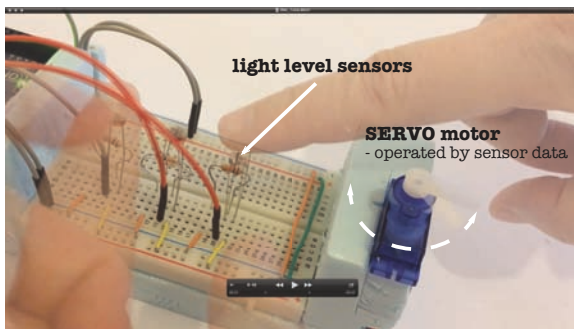 light level sensors
SERVO motor
- operated by sensor data